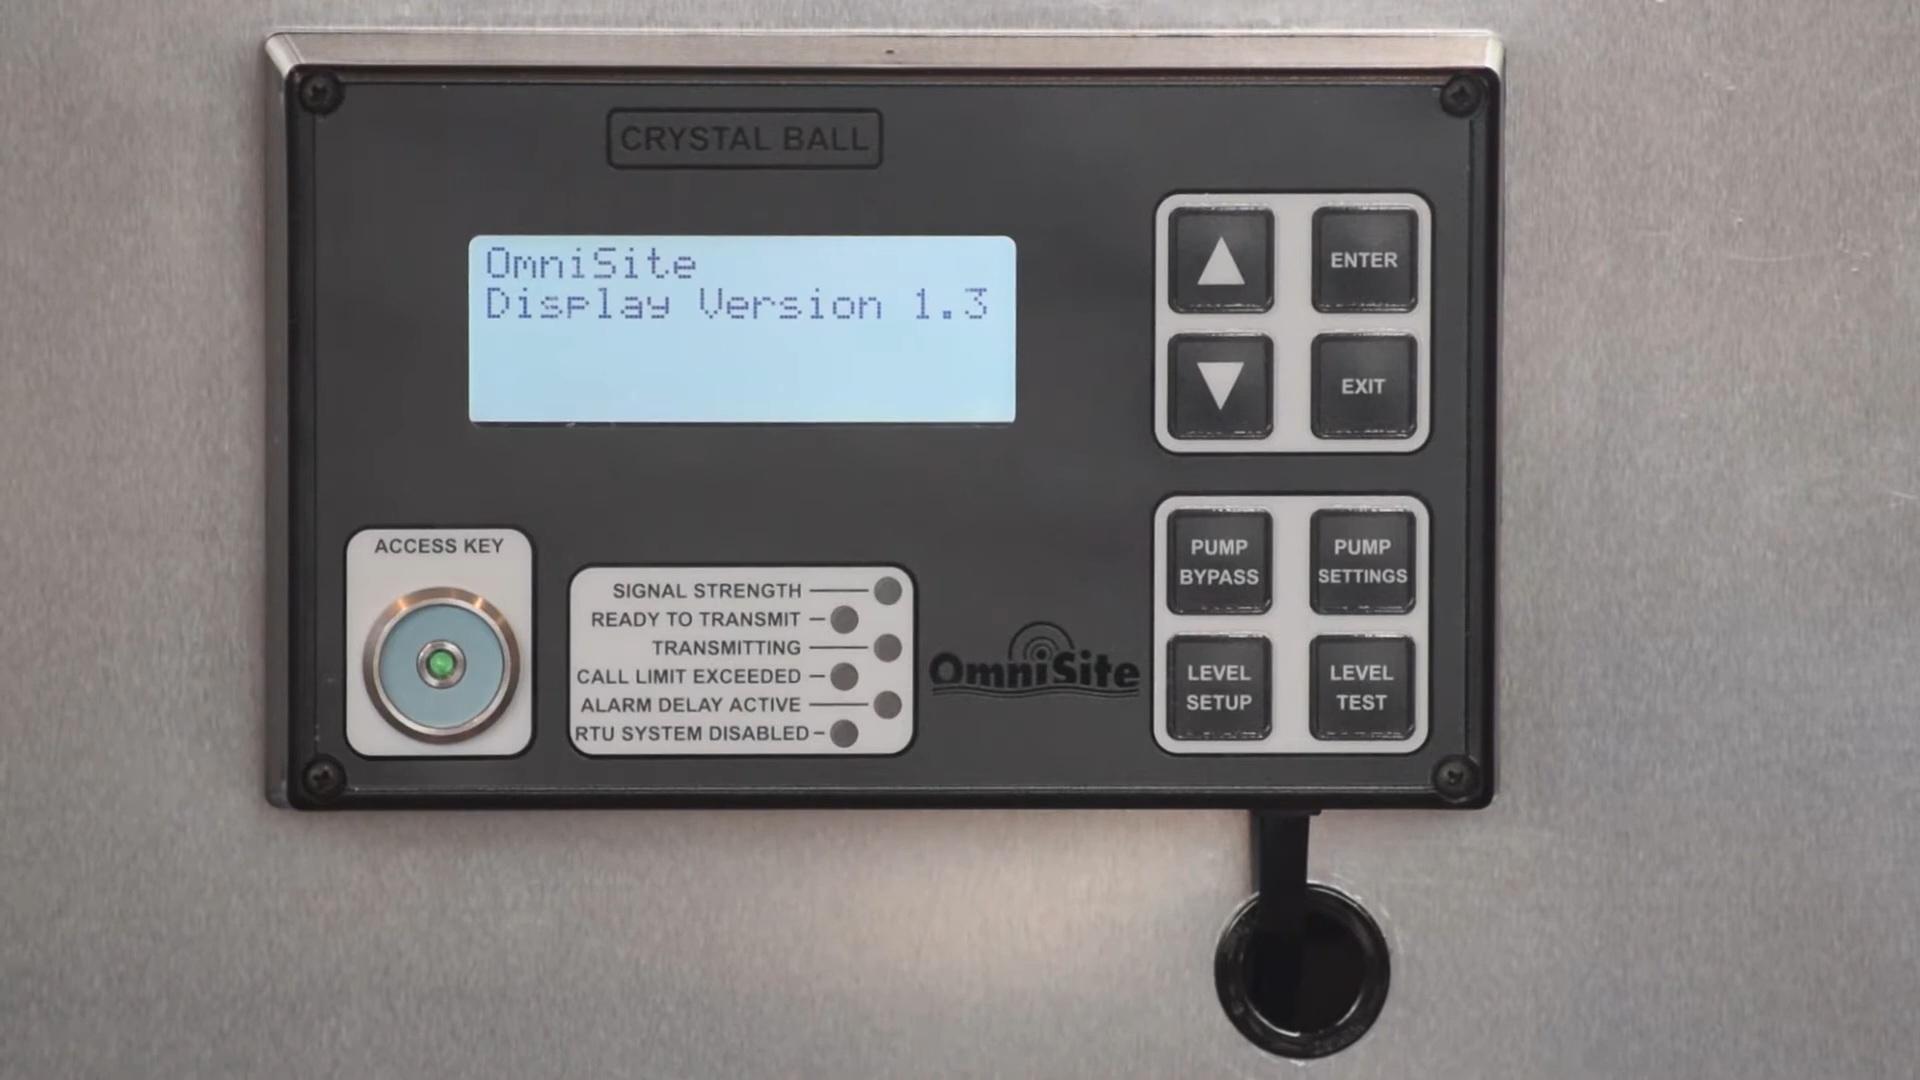 CRYSTAL BALL
OmniSite
Display Version 1.3
ENTER
EXIT
ACCESS KEY
SIGNAL STRENGTH
READY TO TRANSMIT
TRANSMITTING
CALL LIMIT EXCEEDED
ALARM DELAY ACTIVE
RTU SYSTEM DISABLED
OmniSite
PUMP
BYPASS
PUMP
SETTINGS
LEVEL
SETUP
LEVEL
TEST